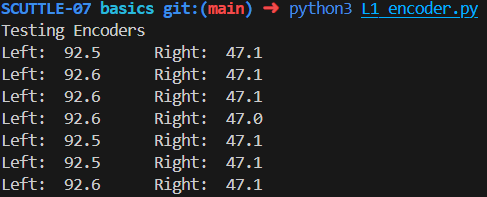 SCUTTLE-07 basics git:(main) ➜ python3 L1_encoder.py
Testing Encoders
Left:  92.5      Right:  47.1
Left:  92.6      Right:  47.1
Left:  92.6      Right:  47.1
Left:  92.6      Right:  47.0
Left:  92.5      Right:  47.1
Left:  92.5      Right:  47.1
Left:  92.6      Right:  47.1